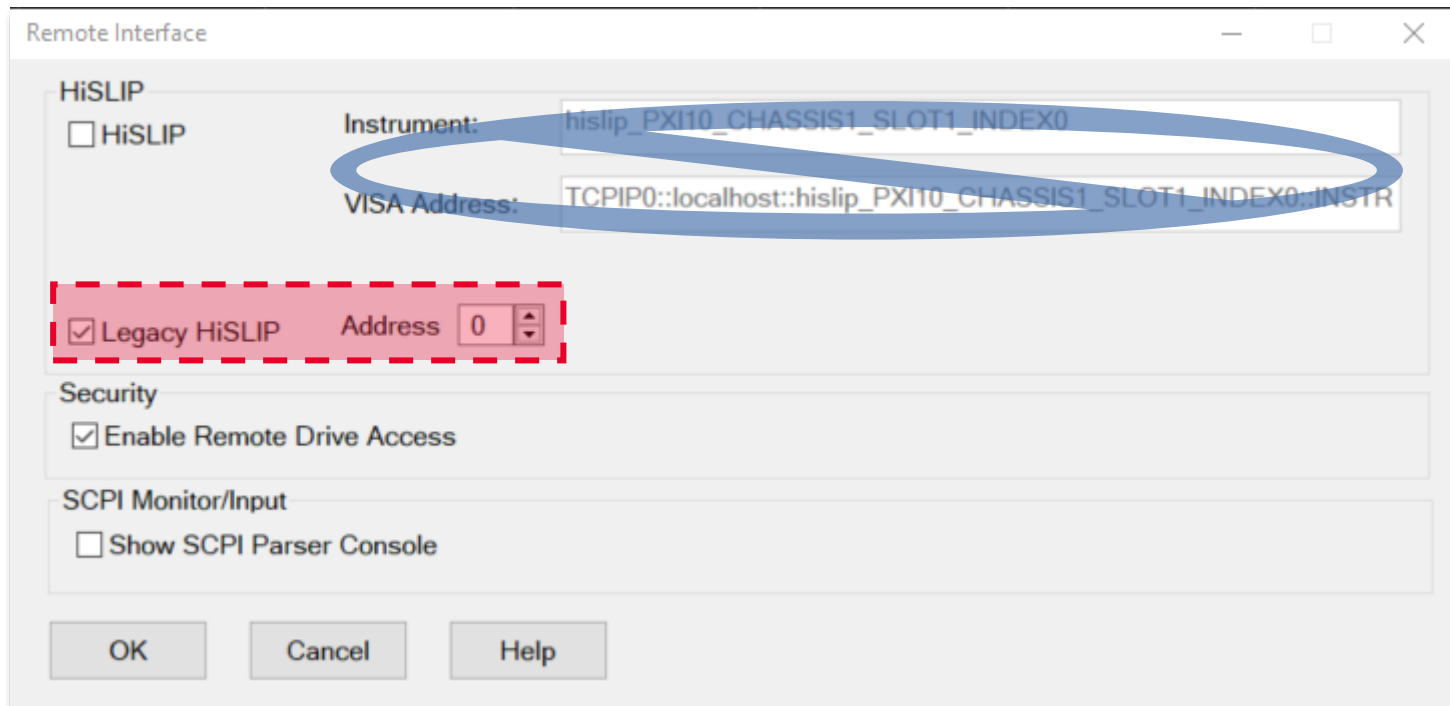 Remote Interface
HiSLIP
HiSLIP
Instrument:
hislip_PXI10_CHASSIS1_SLOT1_INDEX0
VISA Address:
TCPIP0::localhost::hislip_PXI10_CHASSIS1_SLOT1_INDEX0::INSTR
Legacy HiSLIP
Address
0
Security
Enable Remote Drive Access
SCPI Monitor/Input
Show SCPI Parser Console
OK
Cancel
Help